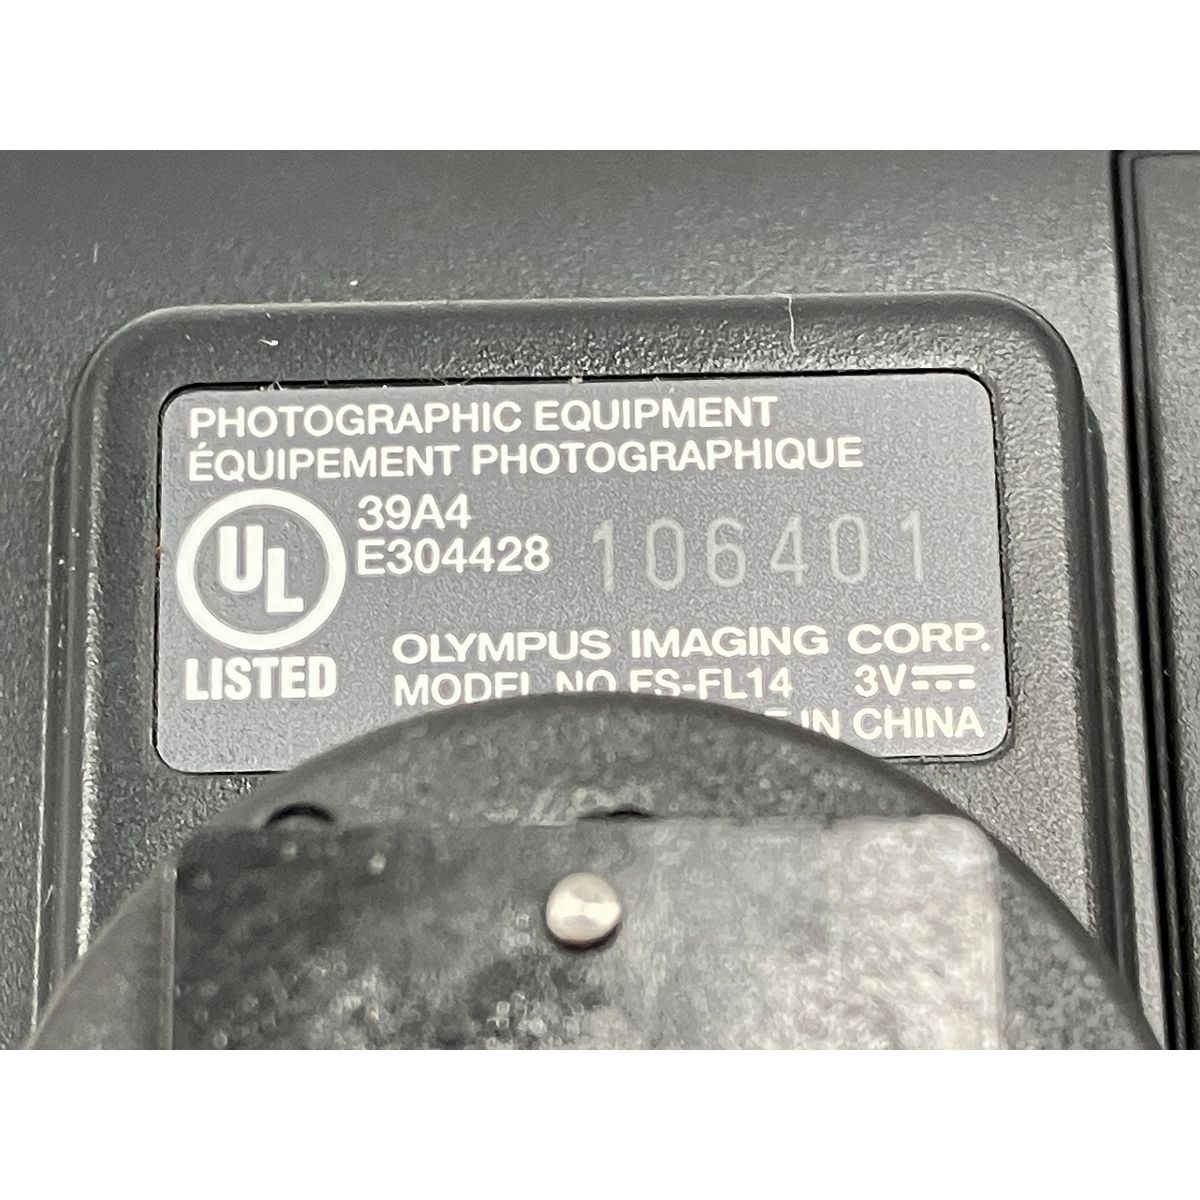 PHOTOGRAPHIC EQUIPMENT
ÉQUIPEMENT PHOTOGRAPHIQUE
UL
LISTED
39A4
E304428
106401
OLYMPUS IMAGING CORP.
MODEL NO. FS-FL14 3V
IN CHINA